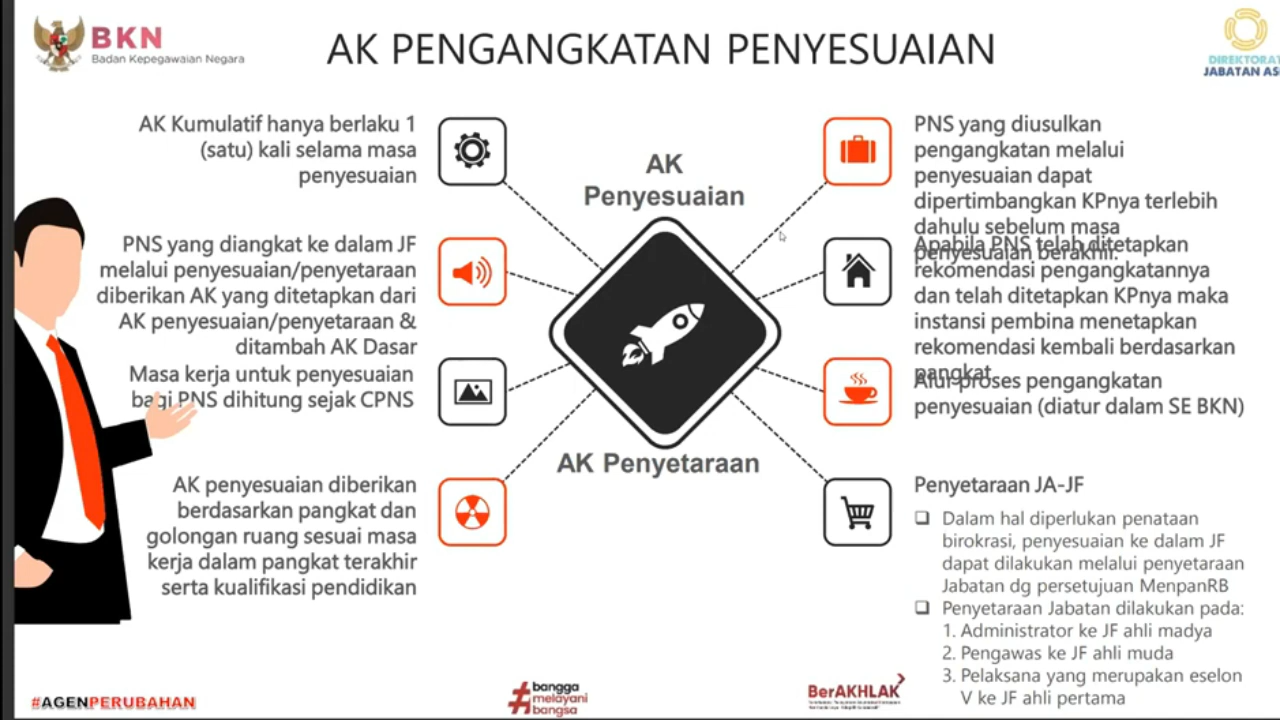 BKN
Badan Kepegawaian Negara
AK PENGANGKATAN PENYESUAIAN
DIREKTORAT
JABATAN AS
AK Kumulatif hanya berlaku 1
(satu) kali selama masa
penyesuaian
PNS yang diangkat ke dalam JF
melalui penyesuaian/penyetaraan
diberikan AK yang ditetapkan dari
AK penyesuaian/penyetaraan &
ditambah AK Dasar
Masa kerja untuk penyesuaian
bagi PNS dihitung sejak CPNS
AK penyesuaian diberikan
berdasarkan pangkat dan
golongan ruang sesuai masa
kerja dalam pangkat terakhir
serta kualifikasi pendidikan
AK
Penyesuaian
AK Penyetaraan
PNS yang diusulkan
pengangkatan melalui
penyesuaian dapat
dipertimbangkan KPnya terlebih
dahulu sebelum masa
penyesuaian berakhir.
Apabila PNS telah ditetapkan
rekomendasi pengangkatannya
dan telah ditetapkan KPnya maka
instansi pembina menetapkan
rekomendasi kembali berdasarkan
pangkat
Alur proses pengangkatan
penyesuaian (diatur dalam SE BKN)
Penyetaraan JA-JF
Dalam hal diperlukan penataan
birokrasi, penyesuaian ke dalam JF
dapat dilakukan melalui penyetaraan
Jabatan dg persetujuan MenpanRB
Penyetaraan Jabatan dilakukan pada:
1. Administrator ke JF ahli madya
2. Pengawas ke JF ahli muda
3. Pelaksana yang merupakan eselon
V ke JF ahli pertama
#AGENPERUBAHAN
#bangga
melayani
bangsa
BerAKHLAK